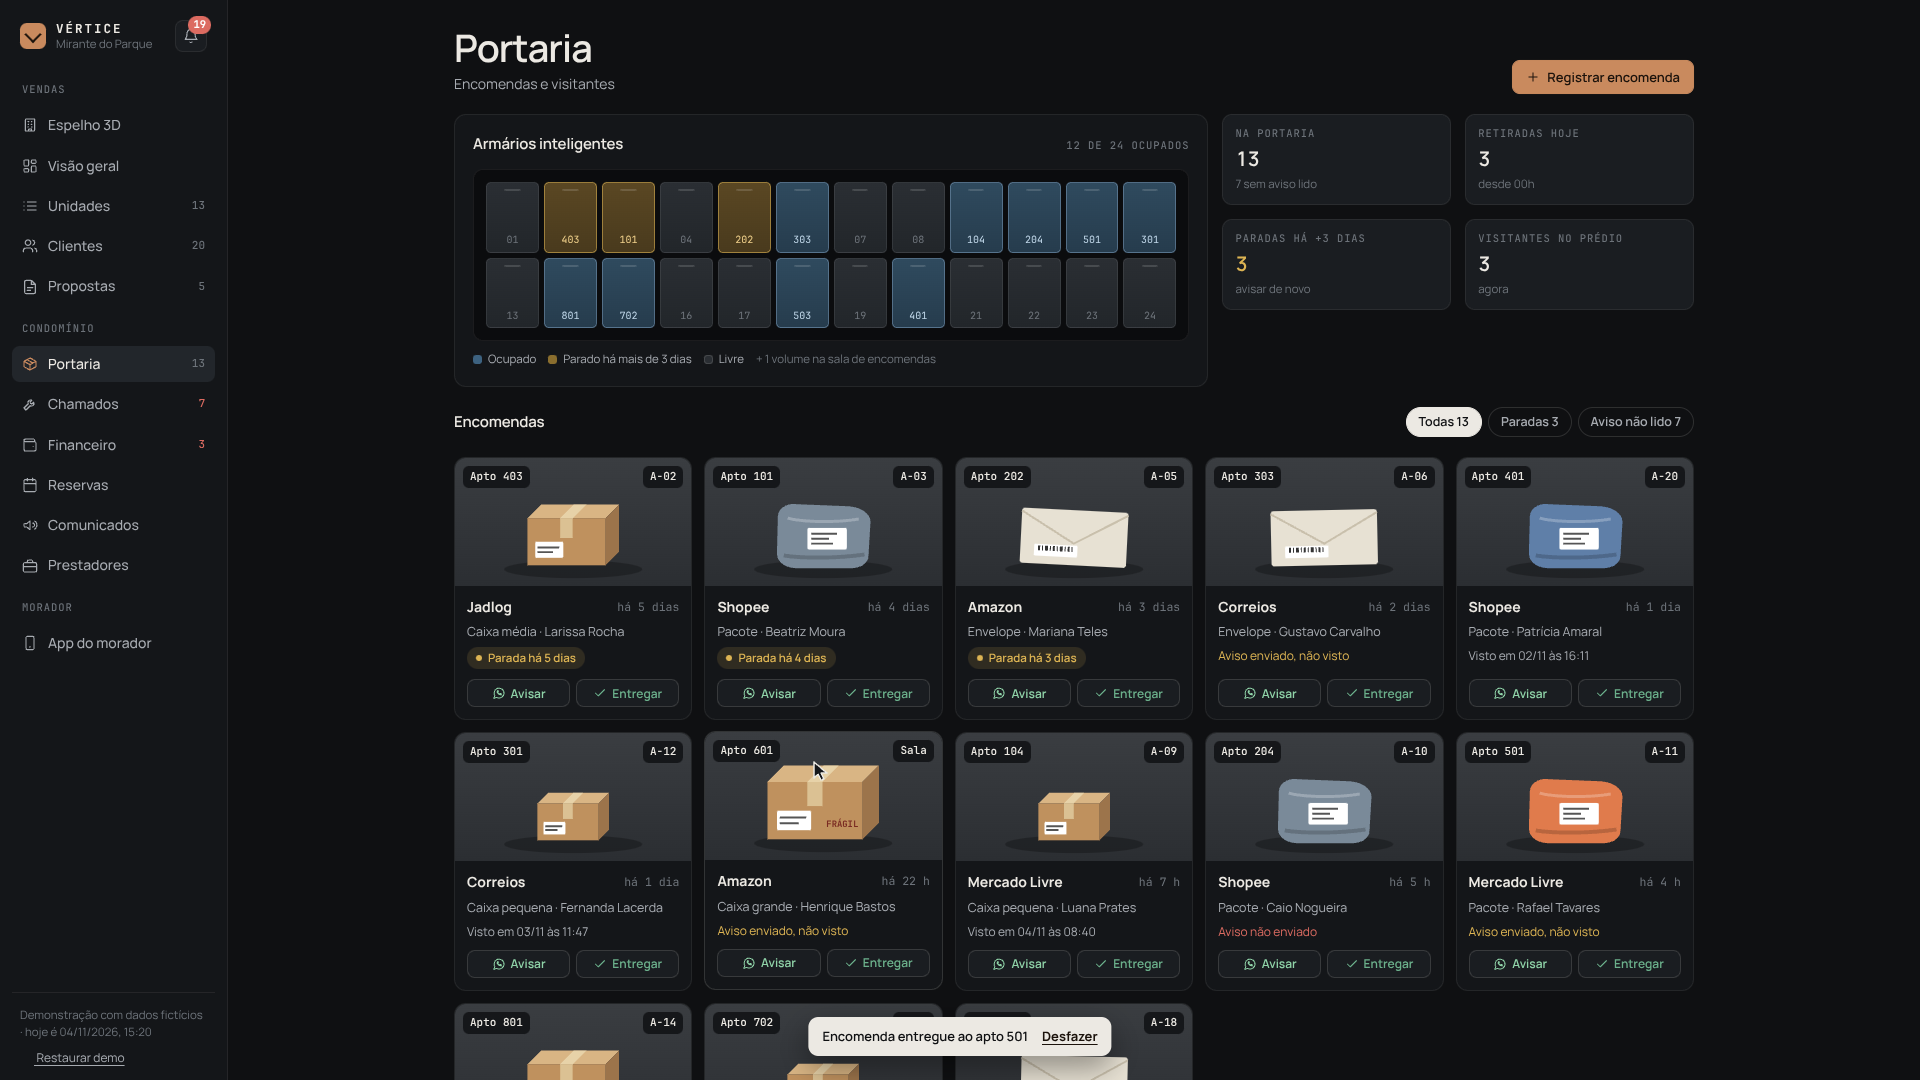 VÉRTICE
Mirante do Parque
19
VENDAS
Espelho 3D
Visão geral
Unidades 13
Clientes 20
Propostas 5
CONDOMÍNIO
Portaria 13
Chamados 7
Financeiro 3
Reservas
Comunicados
Prestadores
MORADOR
App do morador
Demonstração com dados fictícios
· hoje é 04/11/2026, 15:20
Restaurar demo
Portaria
Encomendas e visitantes
Registrar encomenda
Armários inteligentes
12 DE 24 OCUPADOS
01 403 101 04 202 303 07 08 104 204 501 301
13 801 702 16 17 503 19 401 21 22 23 24
Ocupado Parado há mais de 3 dias Livre + 1 volume na sala de encomendas
NA PORTARIA
13
7 sem aviso lido
RETIRADAS HOJE
3
desde 00h
PARADAS HÁ +3 DIAS
3
avisar de novo
VISITANTES NO PRÉDIO
3
agora
Encomendas
Todas 13 Paradas 3 Aviso não lido 7
Apto 403 A-02
Jadlog há 5 dias
Caixa média · Larissa Rocha
Parada há 5 dias
Avisar Entregar
Apto 101 A-03
Shopee há 4 dias
Pacote · Beatriz Moura
Parada há 4 dias
Avisar Entregar
Apto 202 A-05
Amazon há 3 dias
Envelope · Mariana Teles
Parada há 3 dias
Avisar Entregar
Apto 303 A-06
Correios há 2 dias
Envelope · Gustavo Carvalho
Aviso enviado, não visto
Avisar Entregar
Apto 401 A-20
Shopee há 1 dia
Pacote · Patrícia Amaral
Visto em 02/11 às 16:11
Avisar Entregar
Apto 301 A-12
Correios há 1 dia
Caixa pequena · Fernanda Lacerda
Visto em 03/11 às 11:47
Avisar Entregar
Apto 601 Sala
FRÁGIL
Amazon há 22 h
Caixa grande · Henrique Bastos
Aviso enviado, não visto
Avisar Entregar
Apto 104 A-09
Mercado Livre há 7 h
Caixa pequena · Luana Prates
Visto em 04/11 às 08:40
Avisar Entregar
Apto 204 A-10
Shopee há 5 h
Pacote · Caio Nogueira
Aviso não enviado
Avisar Entregar
Apto 501 A-11
Mercado Livre há 4 h
Pacote · Rafael Tavares
Aviso enviado, não visto
Avisar Entregar
Apto 801 A-14
Apto 702
A-18
Encomenda entregue ao apto 501 Desfazer